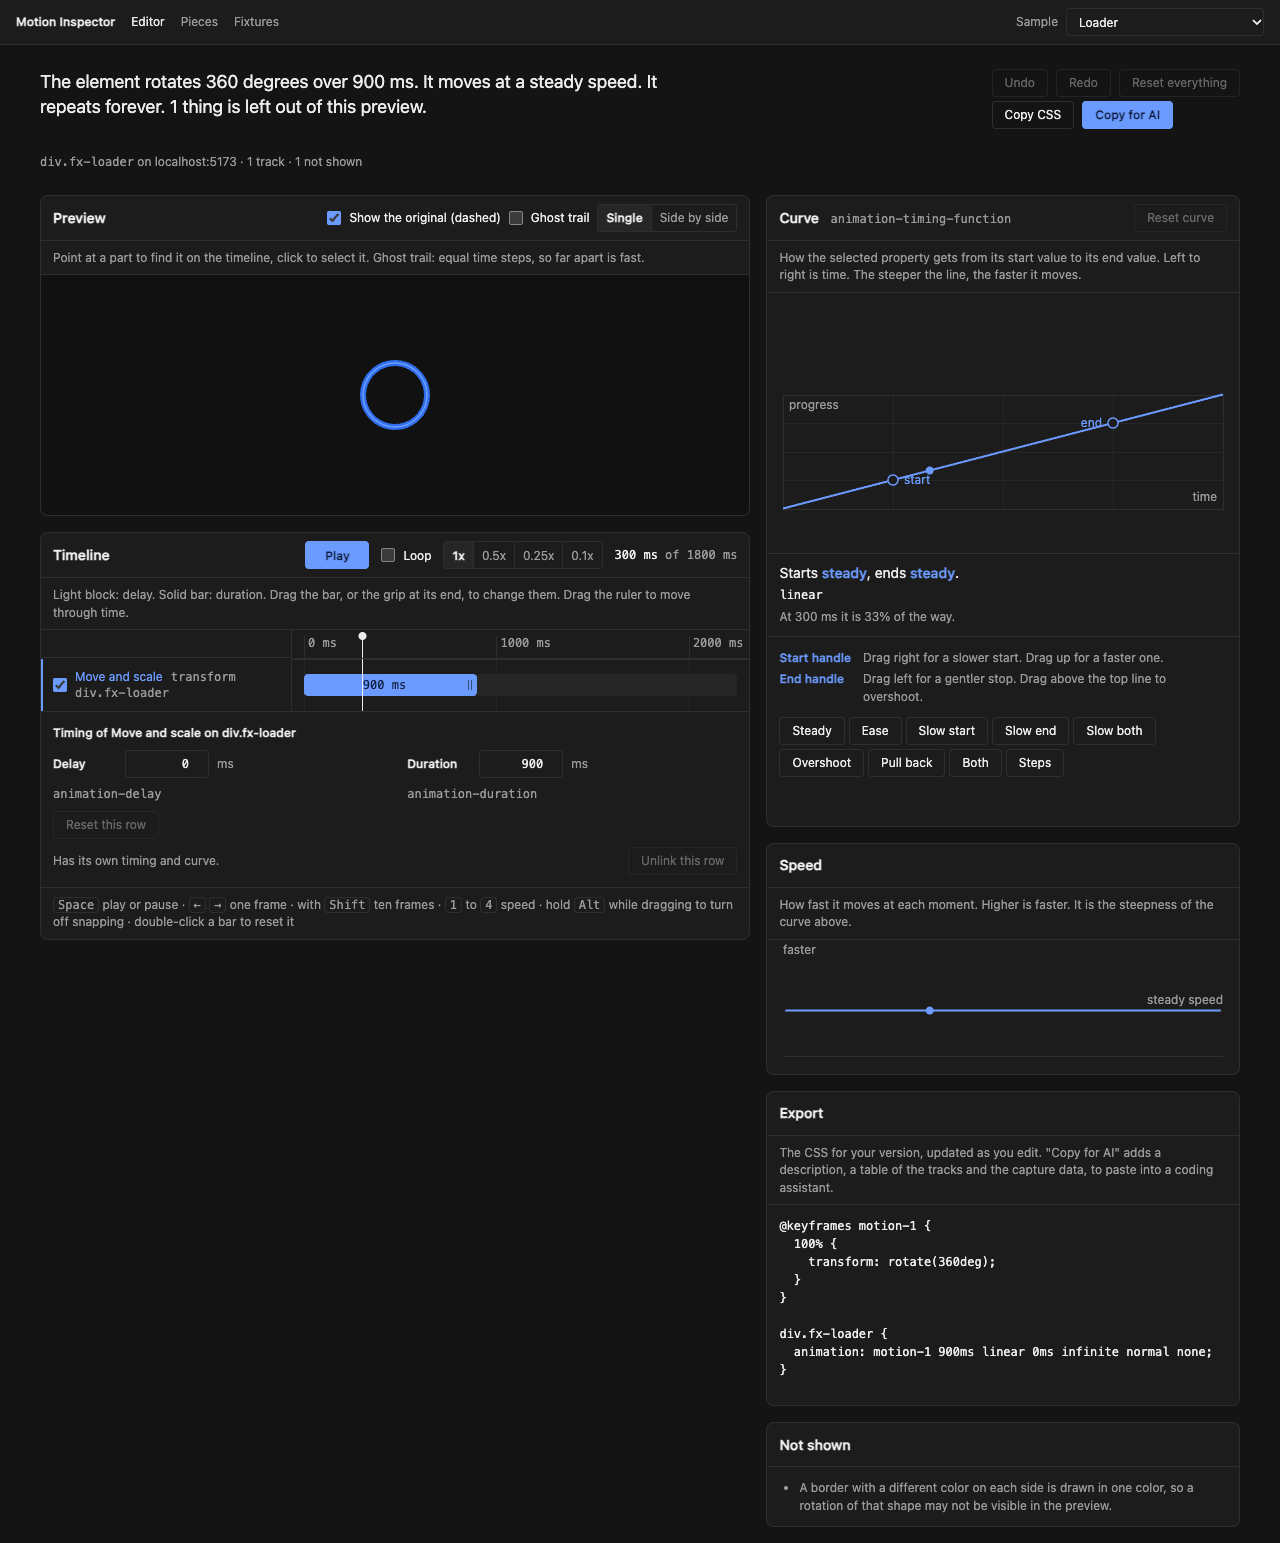 Motion Inspector Editor Pieces Fixtures
Sample Loader
The element rotates 360 degrees over 900 ms. It moves at a steady speed. It
repeats forever. 1 thing is left out of this preview.
Undo Redo Reset everything
Copy CSS Copy for AI
div.fx-loader on localhost:5173 · 1 track · 1 not shown
Preview
Show the original (dashed) Ghost trail Single Side by side
Point at a part to find it on the timeline, click to select it. Ghost trail: equal time steps, so far apart is fast.
Timeline
Play Loop 1x 0.5x 0.25x 0.1x 300 ms of 1800 ms
Light block: delay. Solid bar: duration. Drag the bar, or the grip at its end, to change them. Drag the ruler to move
through time.
0 ms 1000 ms 2000 ms
Move and scale transform
div.fx-loader
900 ms
Timing of Move and scale on div.fx-loader
Delay 0 ms Duration 900 ms
animation-delay animation-duration
Reset this row
Has its own timing and curve. Unlink this row
Space play or pause · ← → one frame · with Shift ten frames · 1 to 4 speed · hold Alt while dragging to turn
off snapping · double-click a bar to reset it
Curve animation-timing-function Reset curve
How the selected property gets from its start value to its end value. Left to
right is time. The steeper the line, the faster it moves.
progress
end
start
time
Starts steady, ends steady.
linear
At 300 ms it is 33% of the way.
Start handle Drag right for a slower start. Drag up for a faster one.
End handle Drag left for a gentler stop. Drag above the top line to
overshoot.
Steady Ease Slow start Slow end Slow both
Overshoot Pull back Both Steps
Speed
How fast it moves at each moment. Higher is faster. It is the steepness of the
curve above.
faster
steady speed
Export
The CSS for your version, updated as you edit. "Copy for AI" adds a
description, a table of the tracks and the capture data, to paste into a coding
assistant.
@keyframes motion-1 {
100% {
transform: rotate(360deg);
}
}
div.fx-loader {
animation: motion-1 900ms linear 0ms infinite normal none;
}
Not shown
• A border with a different color on each side is drawn in one color, so a
rotation of that shape may not be visible in the preview.